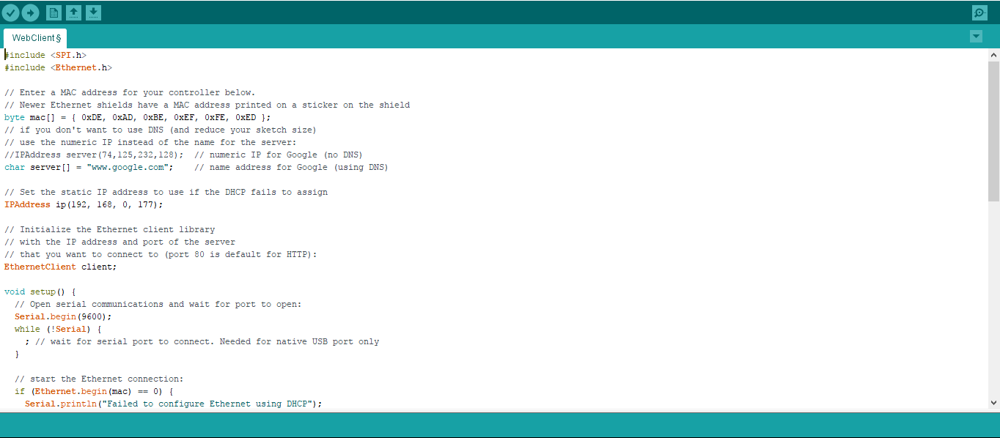 WebClient §
#include <SPI.h>
#include <Ethernet.h>
// Enter a MAC address for your controller below.
// Newer Ethernet shields have a MAC address printed on a sticker on the shield
byte mac[] = { 0xDE, 0xAD, 0xBE, 0xEF, 0xFE, 0xED };
// if you don't want to use DNS (and reduce your sketch size)
// use the numeric IP instead of the name for the server:
//IPAddress server(74,125,232,128);  // numeric IP for Google (no DNS)
char server[] = "www.google.com";    // name address for Google (using DNS)
// Set the static IP address to use if the DHCP fails to assign
IPAddress ip(192, 168, 0, 177);
// Initialize the Ethernet client library
// with the IP address and port of the server
// that you want to connect to (port 80 is default for HTTP):
EthernetClient client;
void setup() {
  // Open serial communications and wait for port to open:
  Serial.begin(9600);
  while (!Serial) {
    ; // wait for serial port to connect. Needed for native USB port only
  }
  // start the Ethernet connection:
  if (Ethernet.begin(mac) == 0) {
    Serial.println("Failed to configure Ethernet using DHCP");